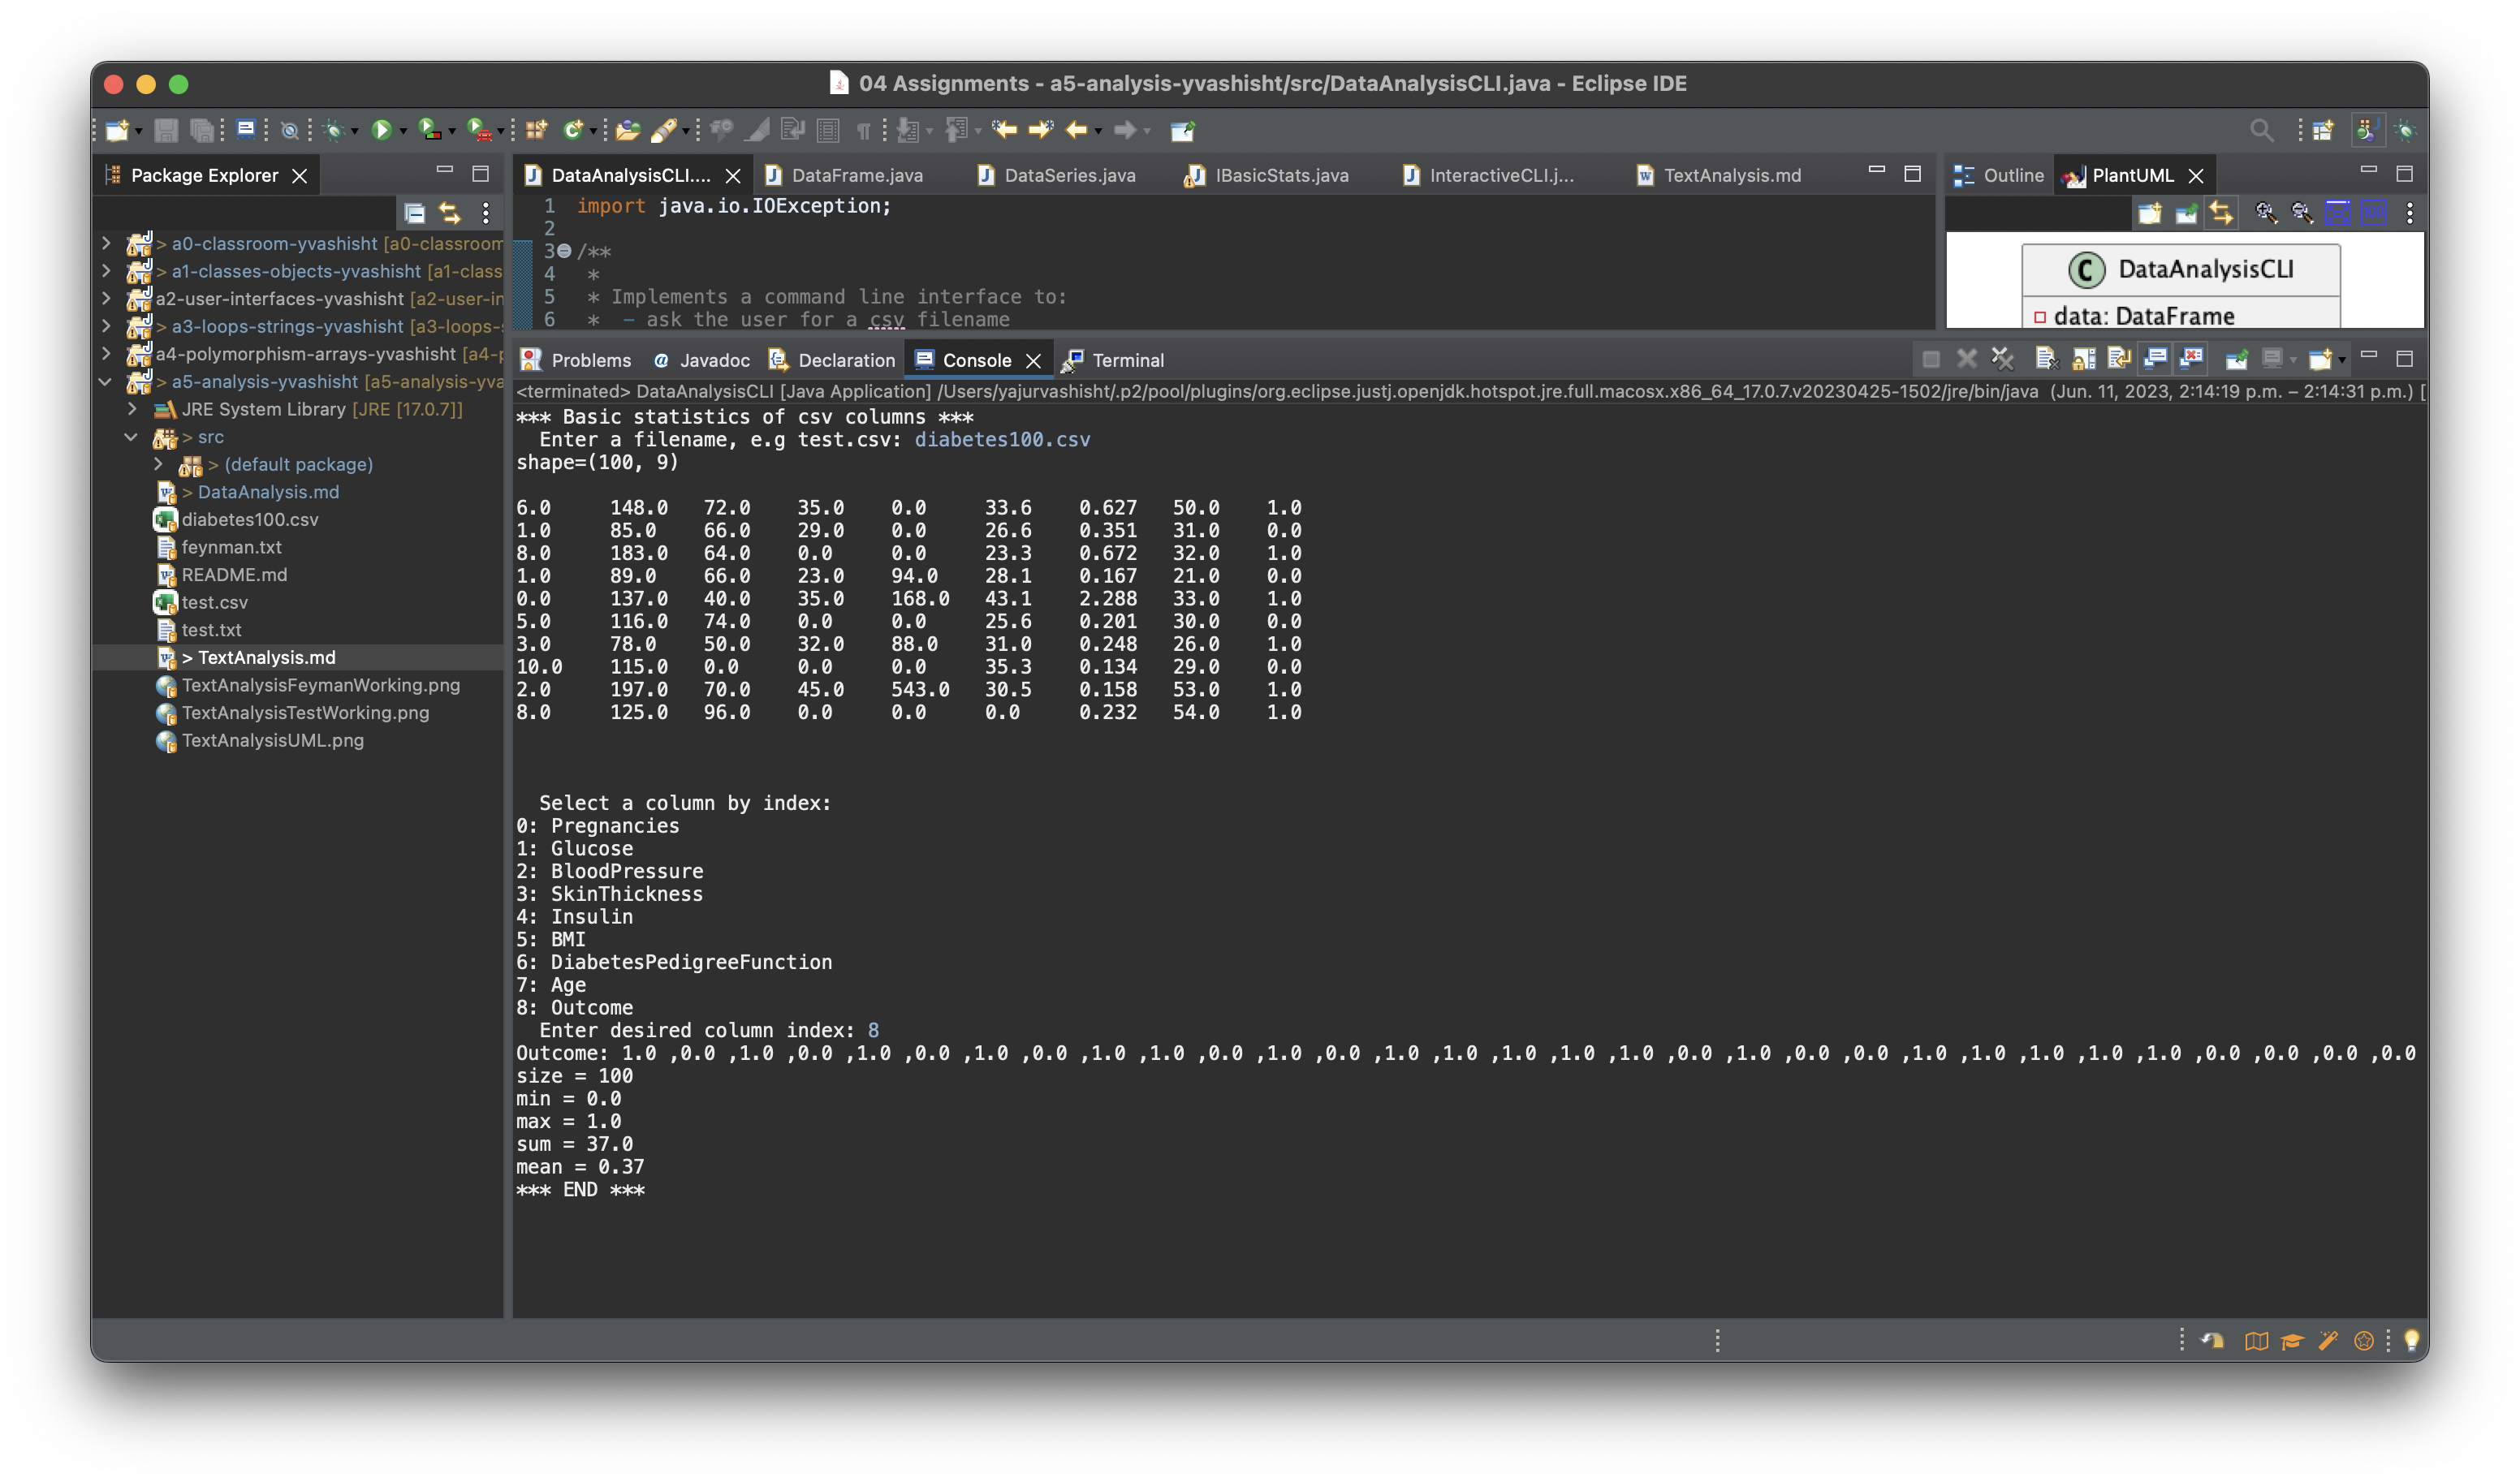 04 Assignments - a5-analysis-yvashisht/src/DataAnalysisCLI.java - Eclipse IDE
Package Explorer
> a0-classroom-yvashisht [a0-classroom
> a1-classes-objects-yvashisht [a1-class
a2-user-interfaces-yvashisht [a2-user-in
> a3-loops-strings-yvashisht [a3-loops-s
a4-polymorphism-arrays-yvashisht [a4-p
> a5-analysis-yvashisht [a5-analysis-yva
JRE System Library [JRE [17.0.7]]
> src
> (default package)
> DataAnalysis.md
diabetes100.csv
feynman.txt
README.md
test.csv
test.txt
> TextAnalysis.md
TextAnalysisFeymanWorking.png
TextAnalysisTestWorking.png
TextAnalysisUML.png
DataAnalysisCLI.... DataFrame.java DataSeries.java IBasicStats.java InteractiveCLI.j... TextAnalysis.md
1 import java.io.IOException;
2
3 /**
4 *
5 * Implements a command line interface to:
6 * - ask the user for a csv filename
Outline PlantUML
C DataAnalysisCLI
data: DataFrame
Problems Javadoc Declaration Console Terminal
<terminated> DataAnalysisCLI [Java Application] /Users/yajurvashisht/.p2/pool/plugins/org.eclipse.justj.openjdk.hotspot.jre.full.macosx.x86_64_17.0.7.v20230425-1502/jre/bin/java (Jun. 11, 2023, 2:14:19 p.m. – 2:14:31 p.m.) [
*** Basic statistics of csv columns ***
Enter a filename, e.g test.csv: diabetes100.csv
shape=(100, 9)
6.0 148.0 72.0 35.0 0.0 33.6 0.627 50.0 1.0
1.0 85.0 66.0 29.0 0.0 26.6 0.351 31.0 0.0
8.0 183.0 64.0 0.0 0.0 23.3 0.672 32.0 1.0
1.0 89.0 66.0 23.0 94.0 28.1 0.167 21.0 0.0
0.0 137.0 40.0 35.0 168.0 43.1 2.288 33.0 1.0
5.0 116.0 74.0 0.0 0.0 25.6 0.201 30.0 0.0
3.0 78.0 50.0 32.0 88.0 31.0 0.248 26.0 1.0
10.0 115.0 0.0 0.0 0.0 35.3 0.134 29.0 0.0
2.0 197.0 70.0 45.0 543.0 30.5 0.158 53.0 1.0
8.0 125.0 96.0 0.0 0.0 0.0 0.232 54.0 1.0
Select a column by index:
0: Pregnancies
1: Glucose
2: BloodPressure
3: SkinThickness
4: Insulin
5: BMI
6: DiabetesPedigreeFunction
7: Age
8: Outcome
Enter desired column index: 8
Outcome: 1.0 ,0.0 ,1.0 ,0.0 ,1.0 ,0.0 ,1.0 ,0.0 ,1.0 ,1.0 ,0.0 ,1.0 ,0.0 ,1.0 ,1.0 ,1.0 ,1.0 ,1.0 ,0.0 ,1.0 ,0.0 ,0.0 ,1.0 ,1.0 ,1.0 ,1.0 ,1.0 ,0.0 ,0.0 ,0.0 ,0.0
size = 100
min = 0.0
max = 1.0
sum = 37.0
mean = 0.37
*** END ***